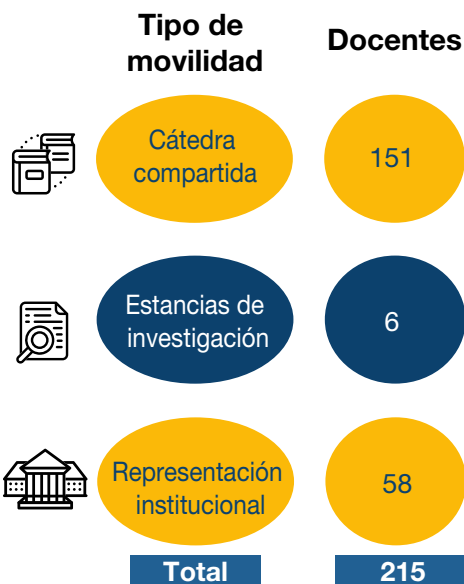 Tipo de
movilidad
Docentes
Cátedra
compartida
151
Estancias de
investigación
6
Representación
institucional
58
Total
215